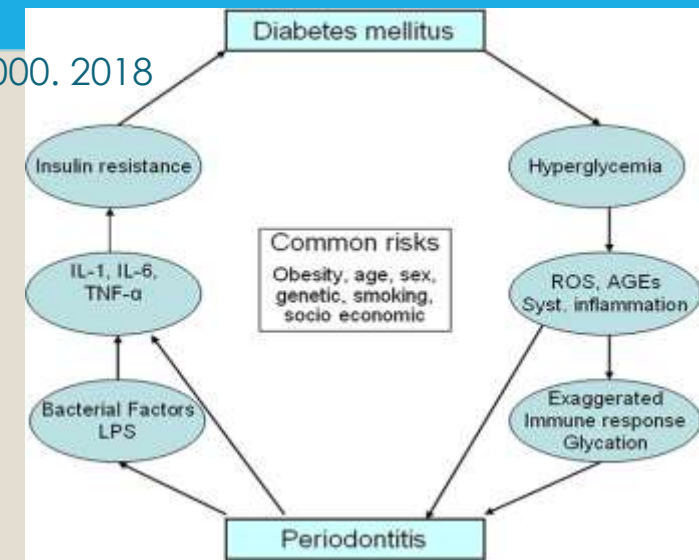 000. 2018
Diabetes mellitus
Insulin resistance
Hyperglycemia
Common risks
Obesity, age, sex,
genetic, smoking,
socio economic
IL-1, IL-6,
TNF-α
ROS, AGEs
Syst. inflammation
Bacterial Factors
LPS
Exaggerated
Immune response
Glycation
Periodontitis